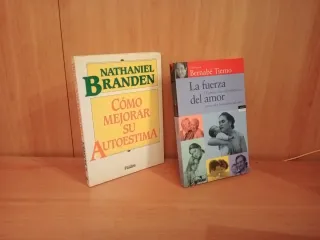 NATHANIEL
BRANDEN
CÓMO
MEJORAR
SU
AUTOESTIMA
Paidós
Bernabé Tierno
La fuerza
del amor